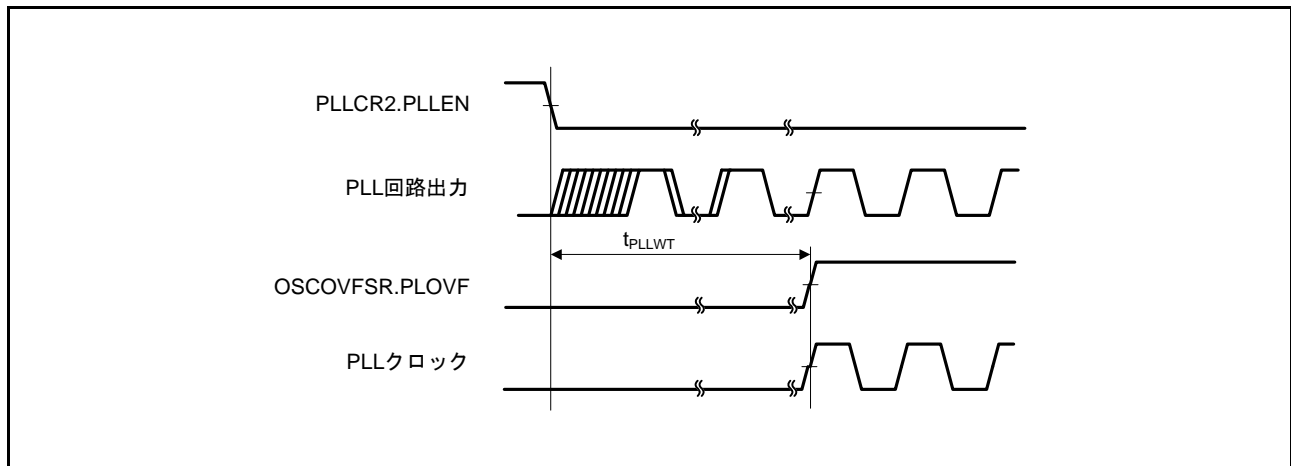 PLLCR2.PLLEN
PLL回路出力
tPLLWT
OSCOVFSR.PLOVF
PLLクロック